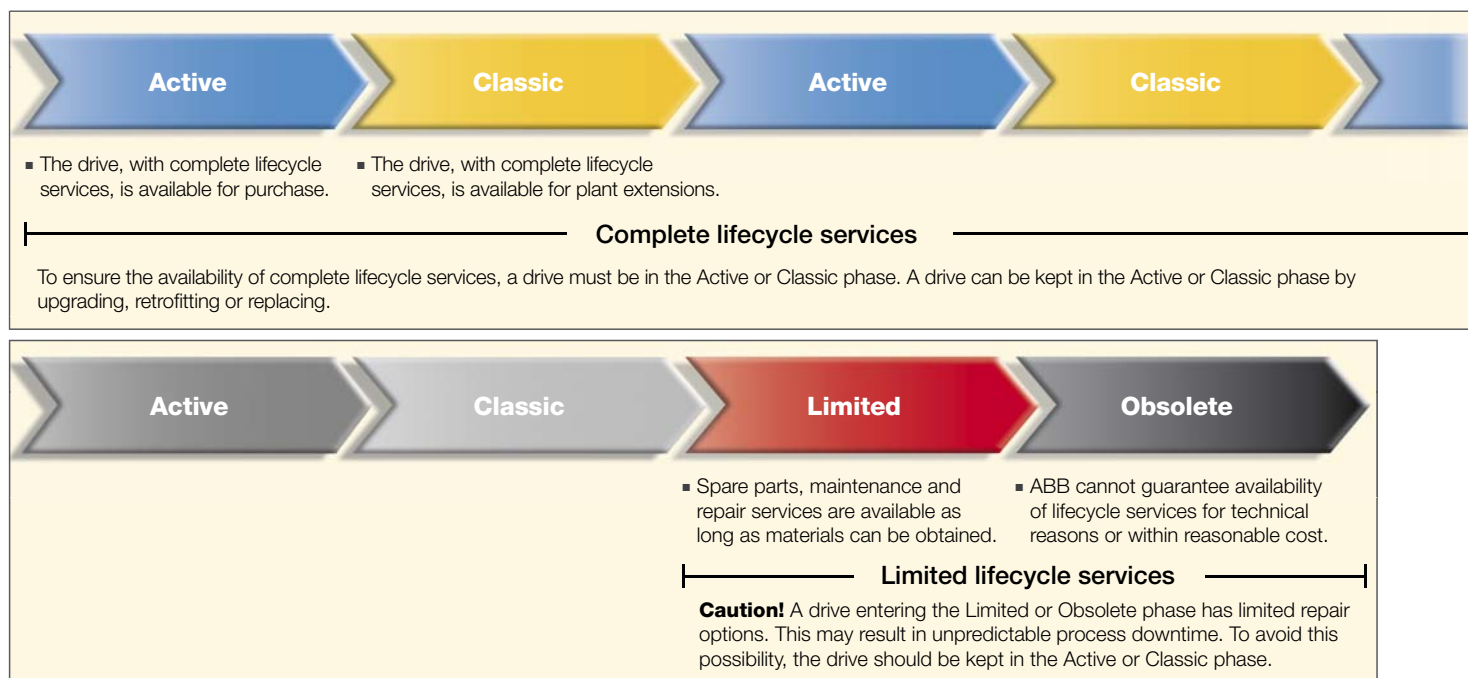 Active
Classic
Active
Classic
▪ The drive, with complete lifecycle
services, is available for purchase.
▪ The drive, with complete lifecycle
services, is available for plant extensions.
Complete lifecycle services
To ensure the availability of complete lifecycle services, a drive must be in the Active or Classic phase. A drive can be kept in the Active or Classic phase by
upgrading, retrofitting or replacing.
Active
Classic
Limited
Obsolete
▪ Spare parts, maintenance and
repair services are available as
long as materials can be obtained.
▪ ABB cannot guarantee availability
of lifecycle services for technical
reasons or within reasonable cost.
Limited lifecycle services
Caution! A drive entering the Limited or Obsolete phase has limited repair
options. This may result in unpredictable process downtime. To avoid this
possibility, the drive should be kept in the Active or Classic phase.